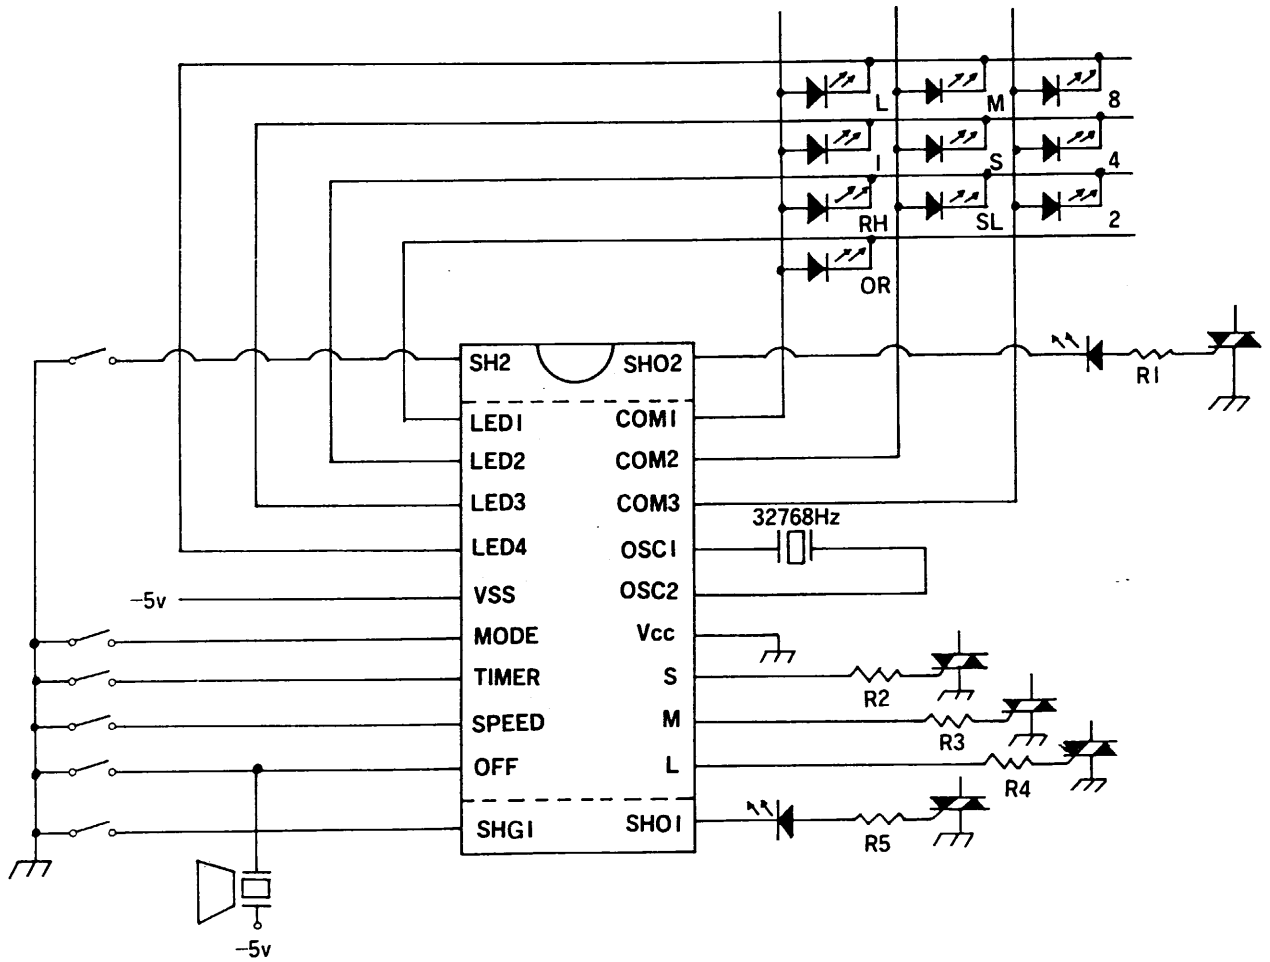 L M 8
I S 4
RH SL 2
OR
R1
SH2 SHO2
LED1 COM1
LED2 COM2
LED3 COM3
32768Hz
LED4 OSC1
-5v VSS OSC2
MODE Vcc
TIMER S
R2
SPEED M
R3
OFF L
R4
SHG1 SHO1
R5
-5v